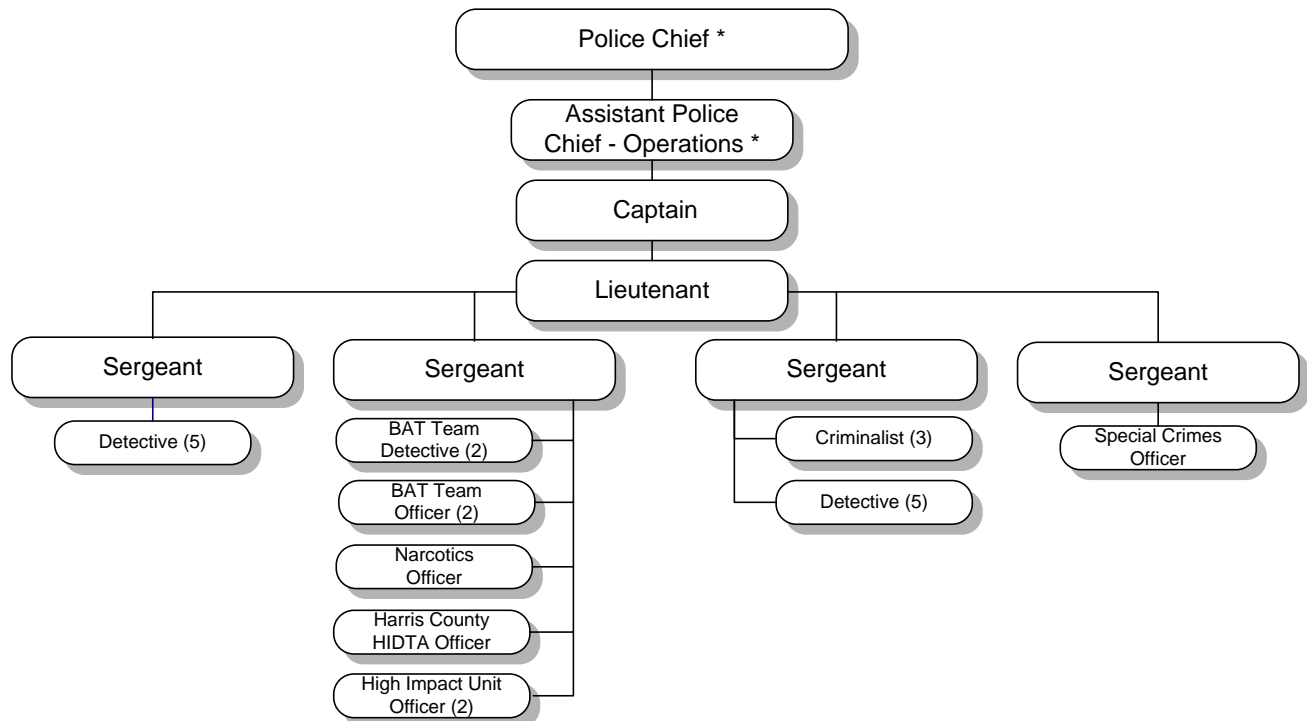 Police Chief *
Assistant Police
Chief - Operations *
Captain
Lieutenant
Sergeant
Detective (5)
Sergeant
BAT Team
Detective (2)
BAT Team
Officer (2)
Narcotics
Officer
Harris County
HIDTA Officer
High Impact Unit
Officer (2)
Sergeant
Criminalist (3)
Detective (5)
Sergeant
Special Crimes
Officer